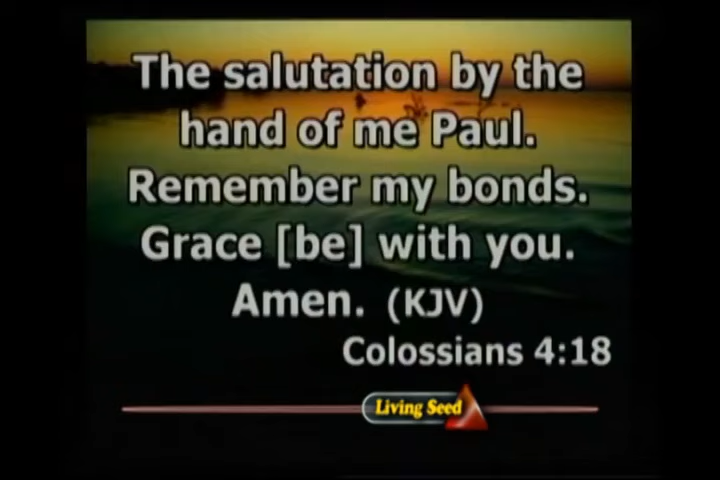 The salutation by the
hand of me Paul.
Remember my bonds.
Grace [be] with you.
Amen. (KJV)
Colossians 4:18
Living Seed